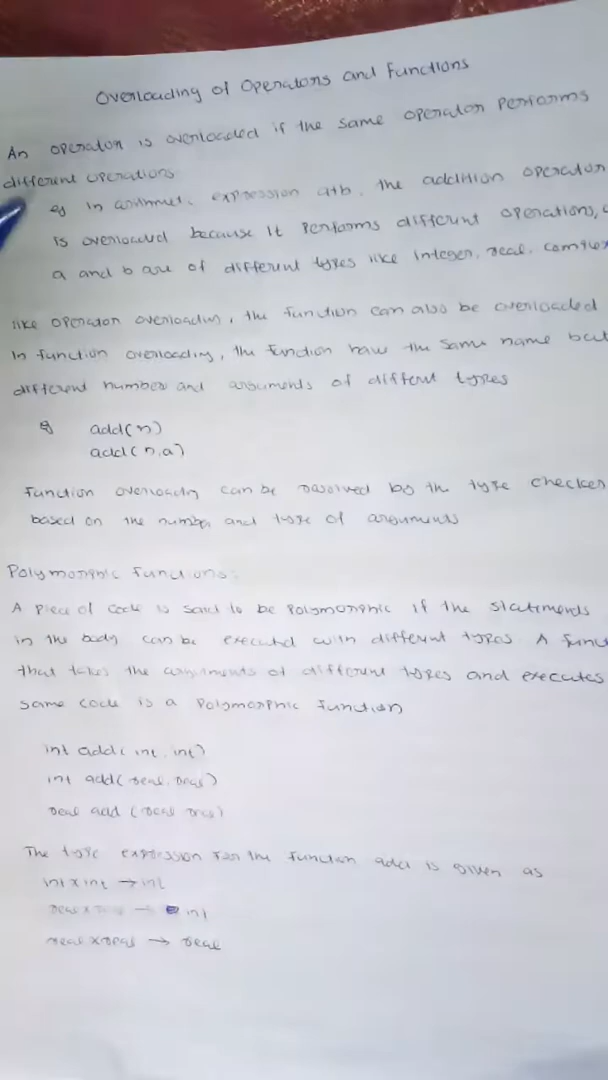 Overloading of Operators and Functions
An operator is overloaded if the same operator performs
different operations
eg in arithmetic expression a+b, the addition operator
is overloaded because it performs different operations,
a and b are of different types like integer, real, complex
like operator overloading, the function can also be overloaded
In function overloading, the function have the same name but
different number and arguments of different types
eg add(n)
add(n,a)
Function overloading can be resolved by the type checker
based on the number and type of arguments
Polymorphic functions:
A piece of code is said to be polymorphic if the statements
in the body can be executed with different types. A
that takes the arguments of different types and executes
same code is a polymorphic function
int add(int, int)
int add(real, real)
real add (real real)
The type expression for the function add is given as
int x int → int
real x → int
real x real → real